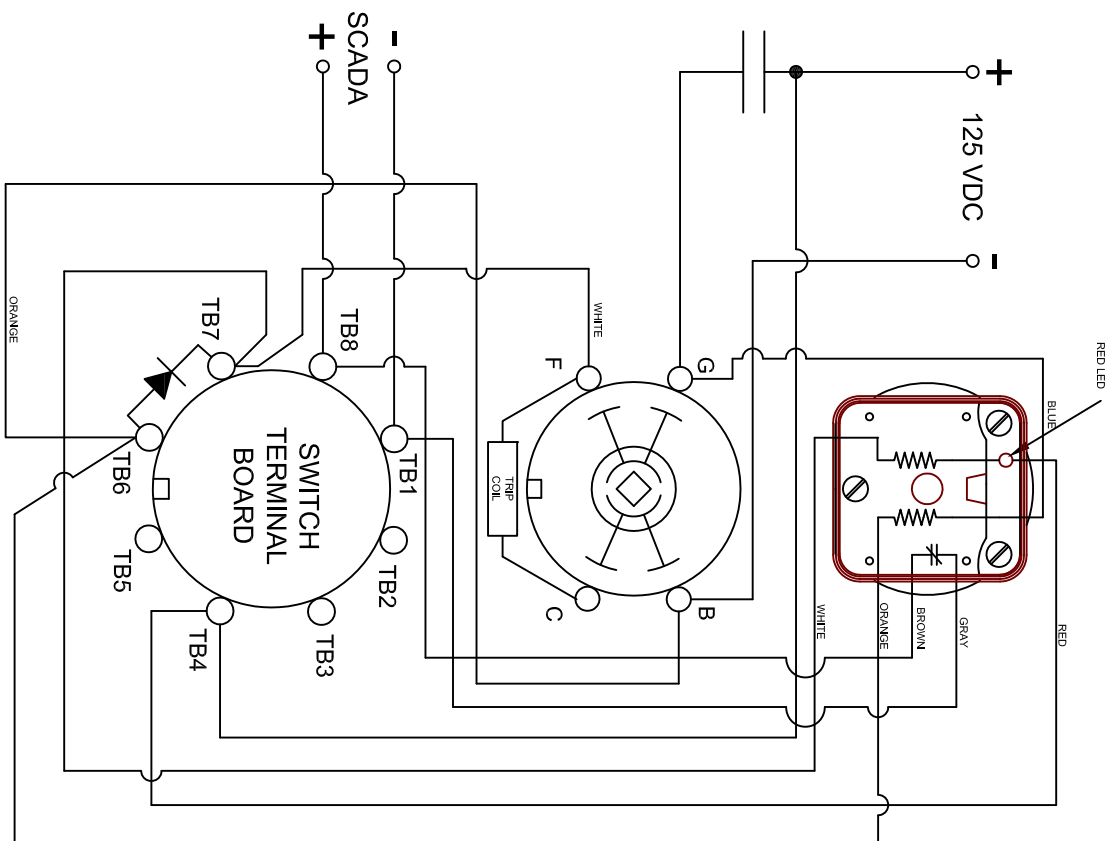 +
125 VDC
-
SCADA
-
+
RED LED
BLUE
RED
GRAY
BROWN
ORANGE
WHITE
WHITE
ORANGE
G
F
B
C
TRIP
COIL
TB8
TB7
TB1
TB6
TB2
TB5
TB3
TB4
SWITCH
TERMINAL
BOARD